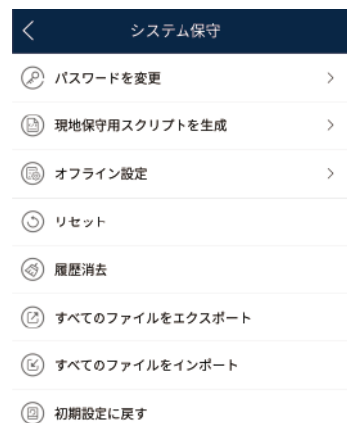 システム保守
パスワードを変更
現地保守用スクリプトを生成
オフライン設定
リセット
履歴消去
すべてのファイルをエクスポート
すべてのファイルをインポート
初期設定に戻す